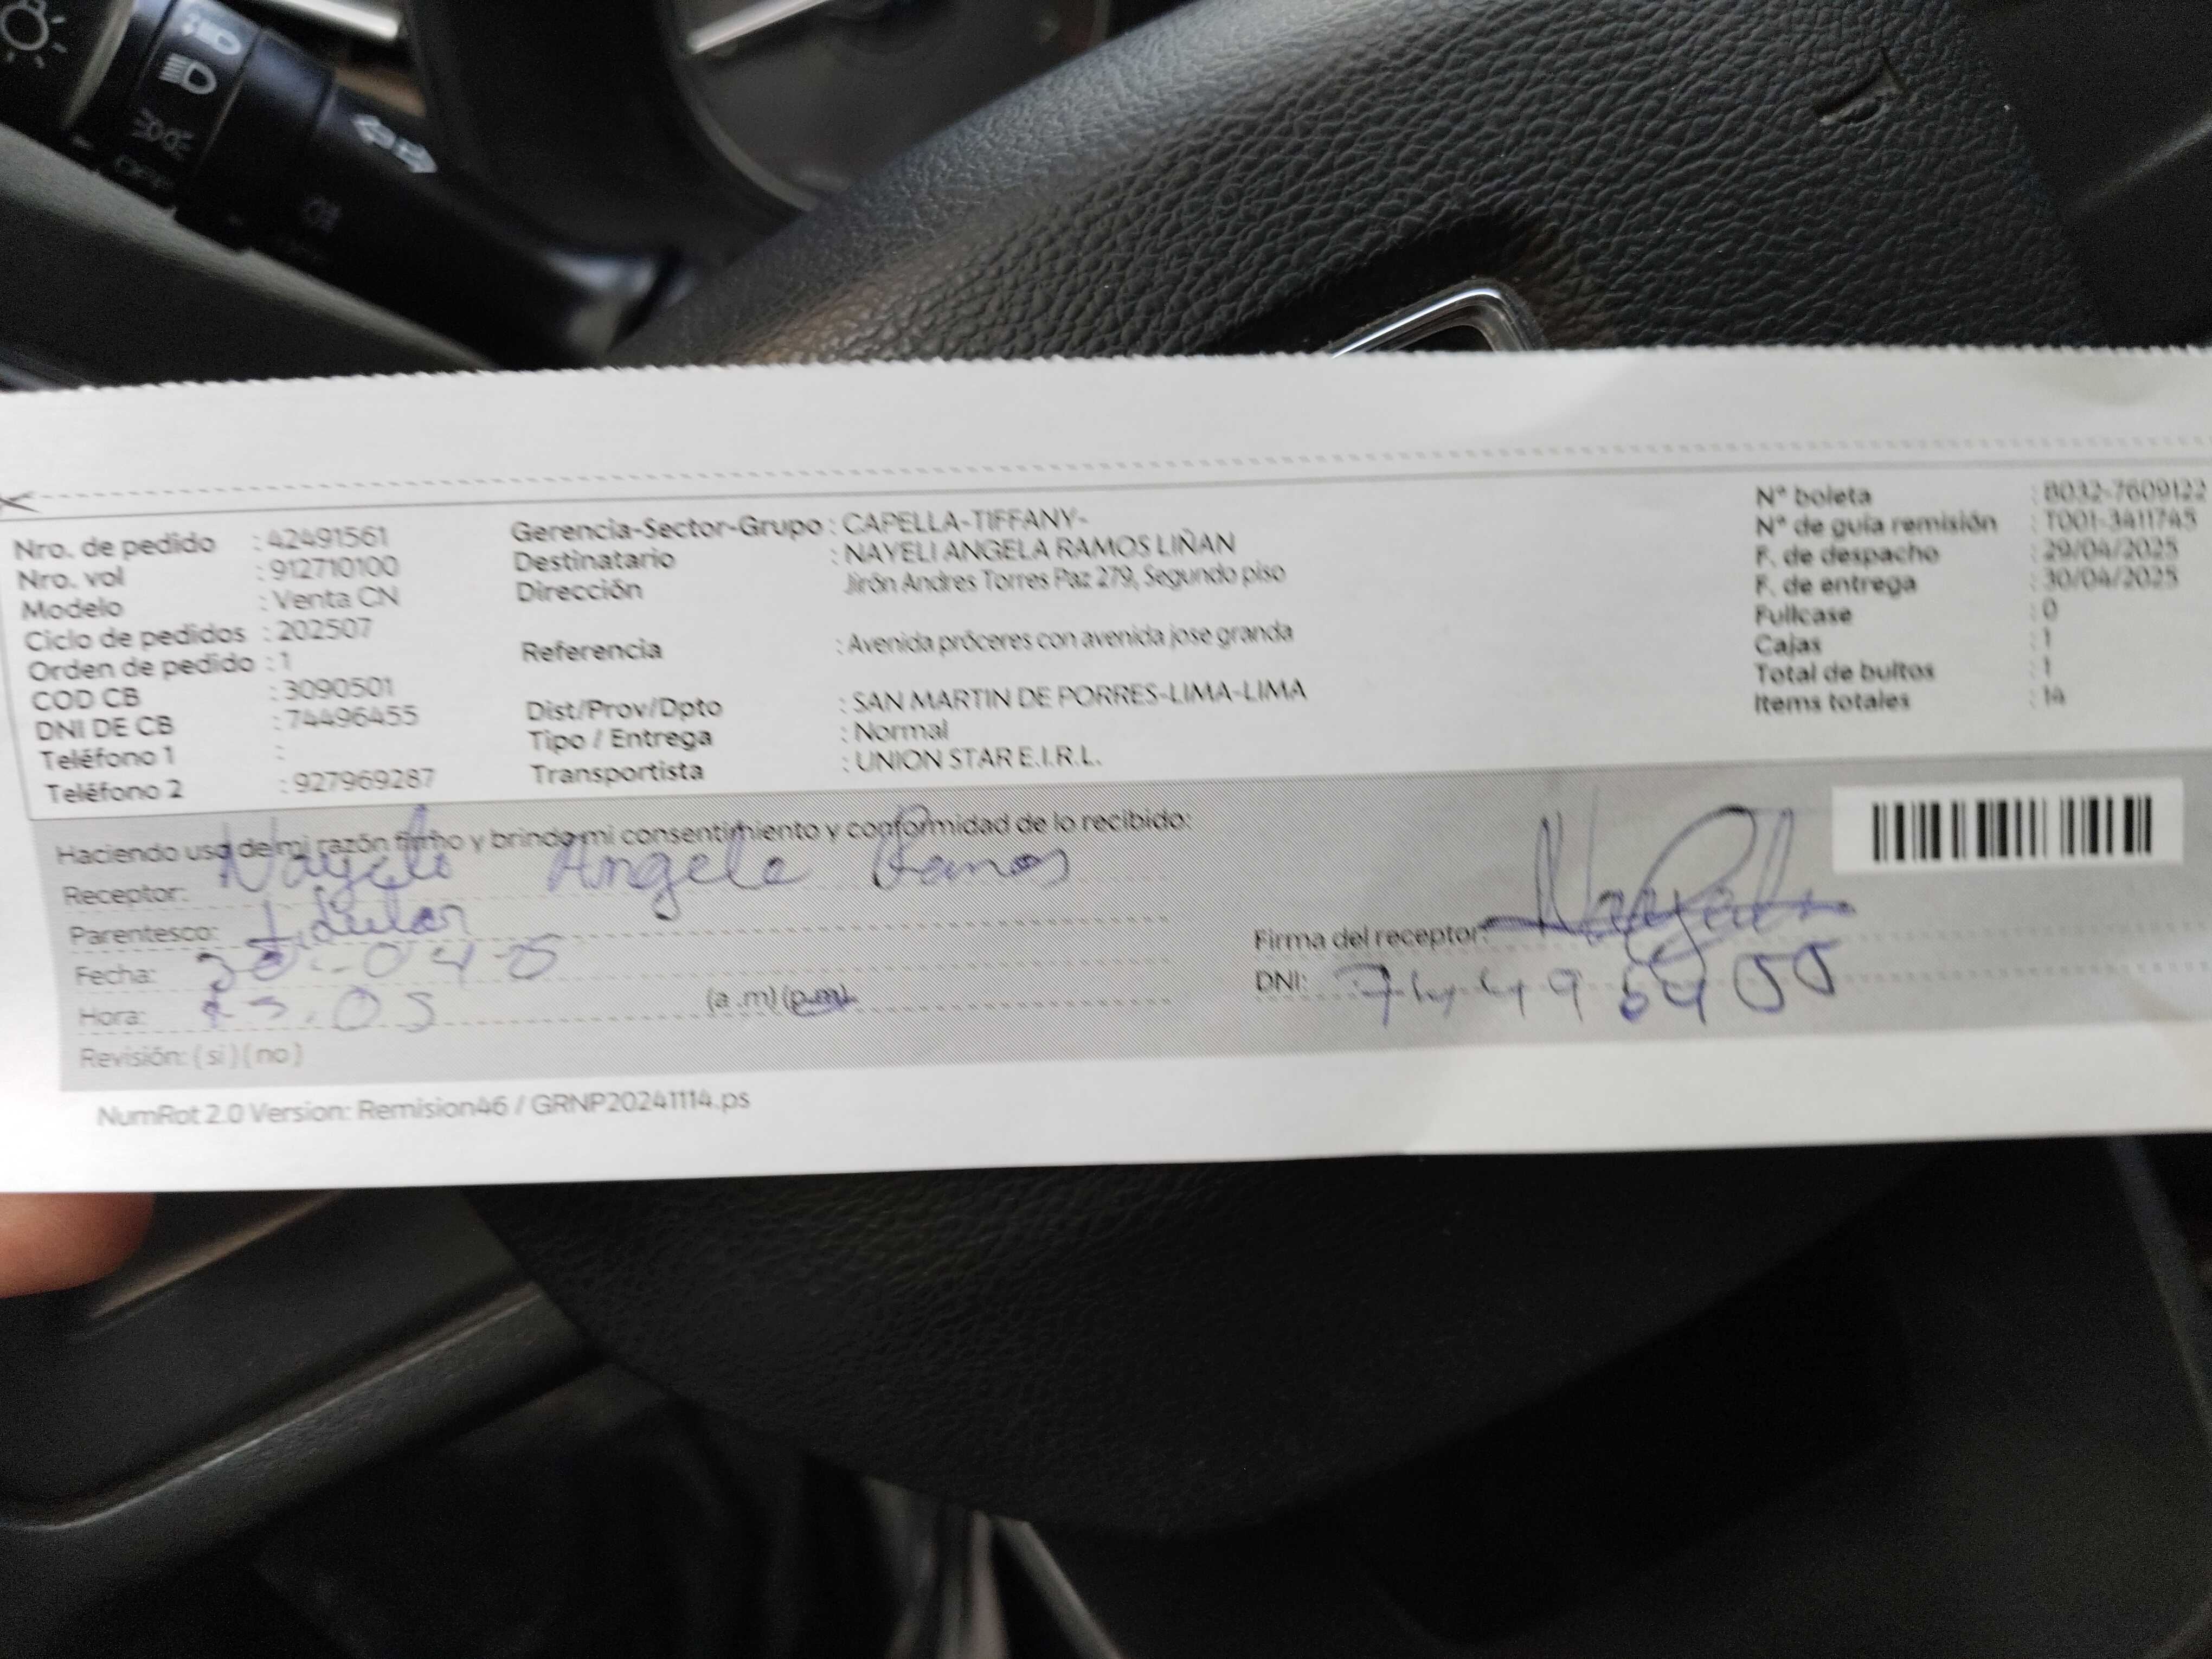 Nro. de pedido : 42491561
Nro. vol : 912710100
Modelo : Venta CN
Ciclo de pedidos : 202507
Orden de pedido : 1
COD CB : 3090501
DNI DE CB : 74496455
Teléfono 1 :
Teléfono 2 : 927969287
Gerencia-Sector-Grupo : CAPELLA-TIFFANY-
Destinatario : NAYELI ANGELA RAMOS LIÑAN
Dirección Jirón Andres Torres Paz 279, Segundo piso
Referencia : Avenida próceres con avenida jose granda
Dist/Prov/Dpto : SAN MARTIN DE PORRES-LIMA-LIMA
Tipo / Entrega : Normal
Transportista : UNION STAR E.I.R.L.
N° boleta : B032-7609122
N° de guía remisión : T001-3411745
F. de despacho : 29/04/2025
F. de entrega : 30/04/2025
Fullcase : 0
Cajas : 1
Total de bultos : 1
Items totales : 14
Haciendo uso de mi razón firmo y brindo mi consentimiento y conformidad de lo recibido:
Receptor: Nayeli Angela Ramos
Parentesco: titular
Fecha:
Hora: (a .m) (p.m)
Revisión: ( si ) ( no )
Firma del receptor:
DNI: 74496455
NumRot 2.0 Version: Remision46 / GRNP20241114.ps
OFF